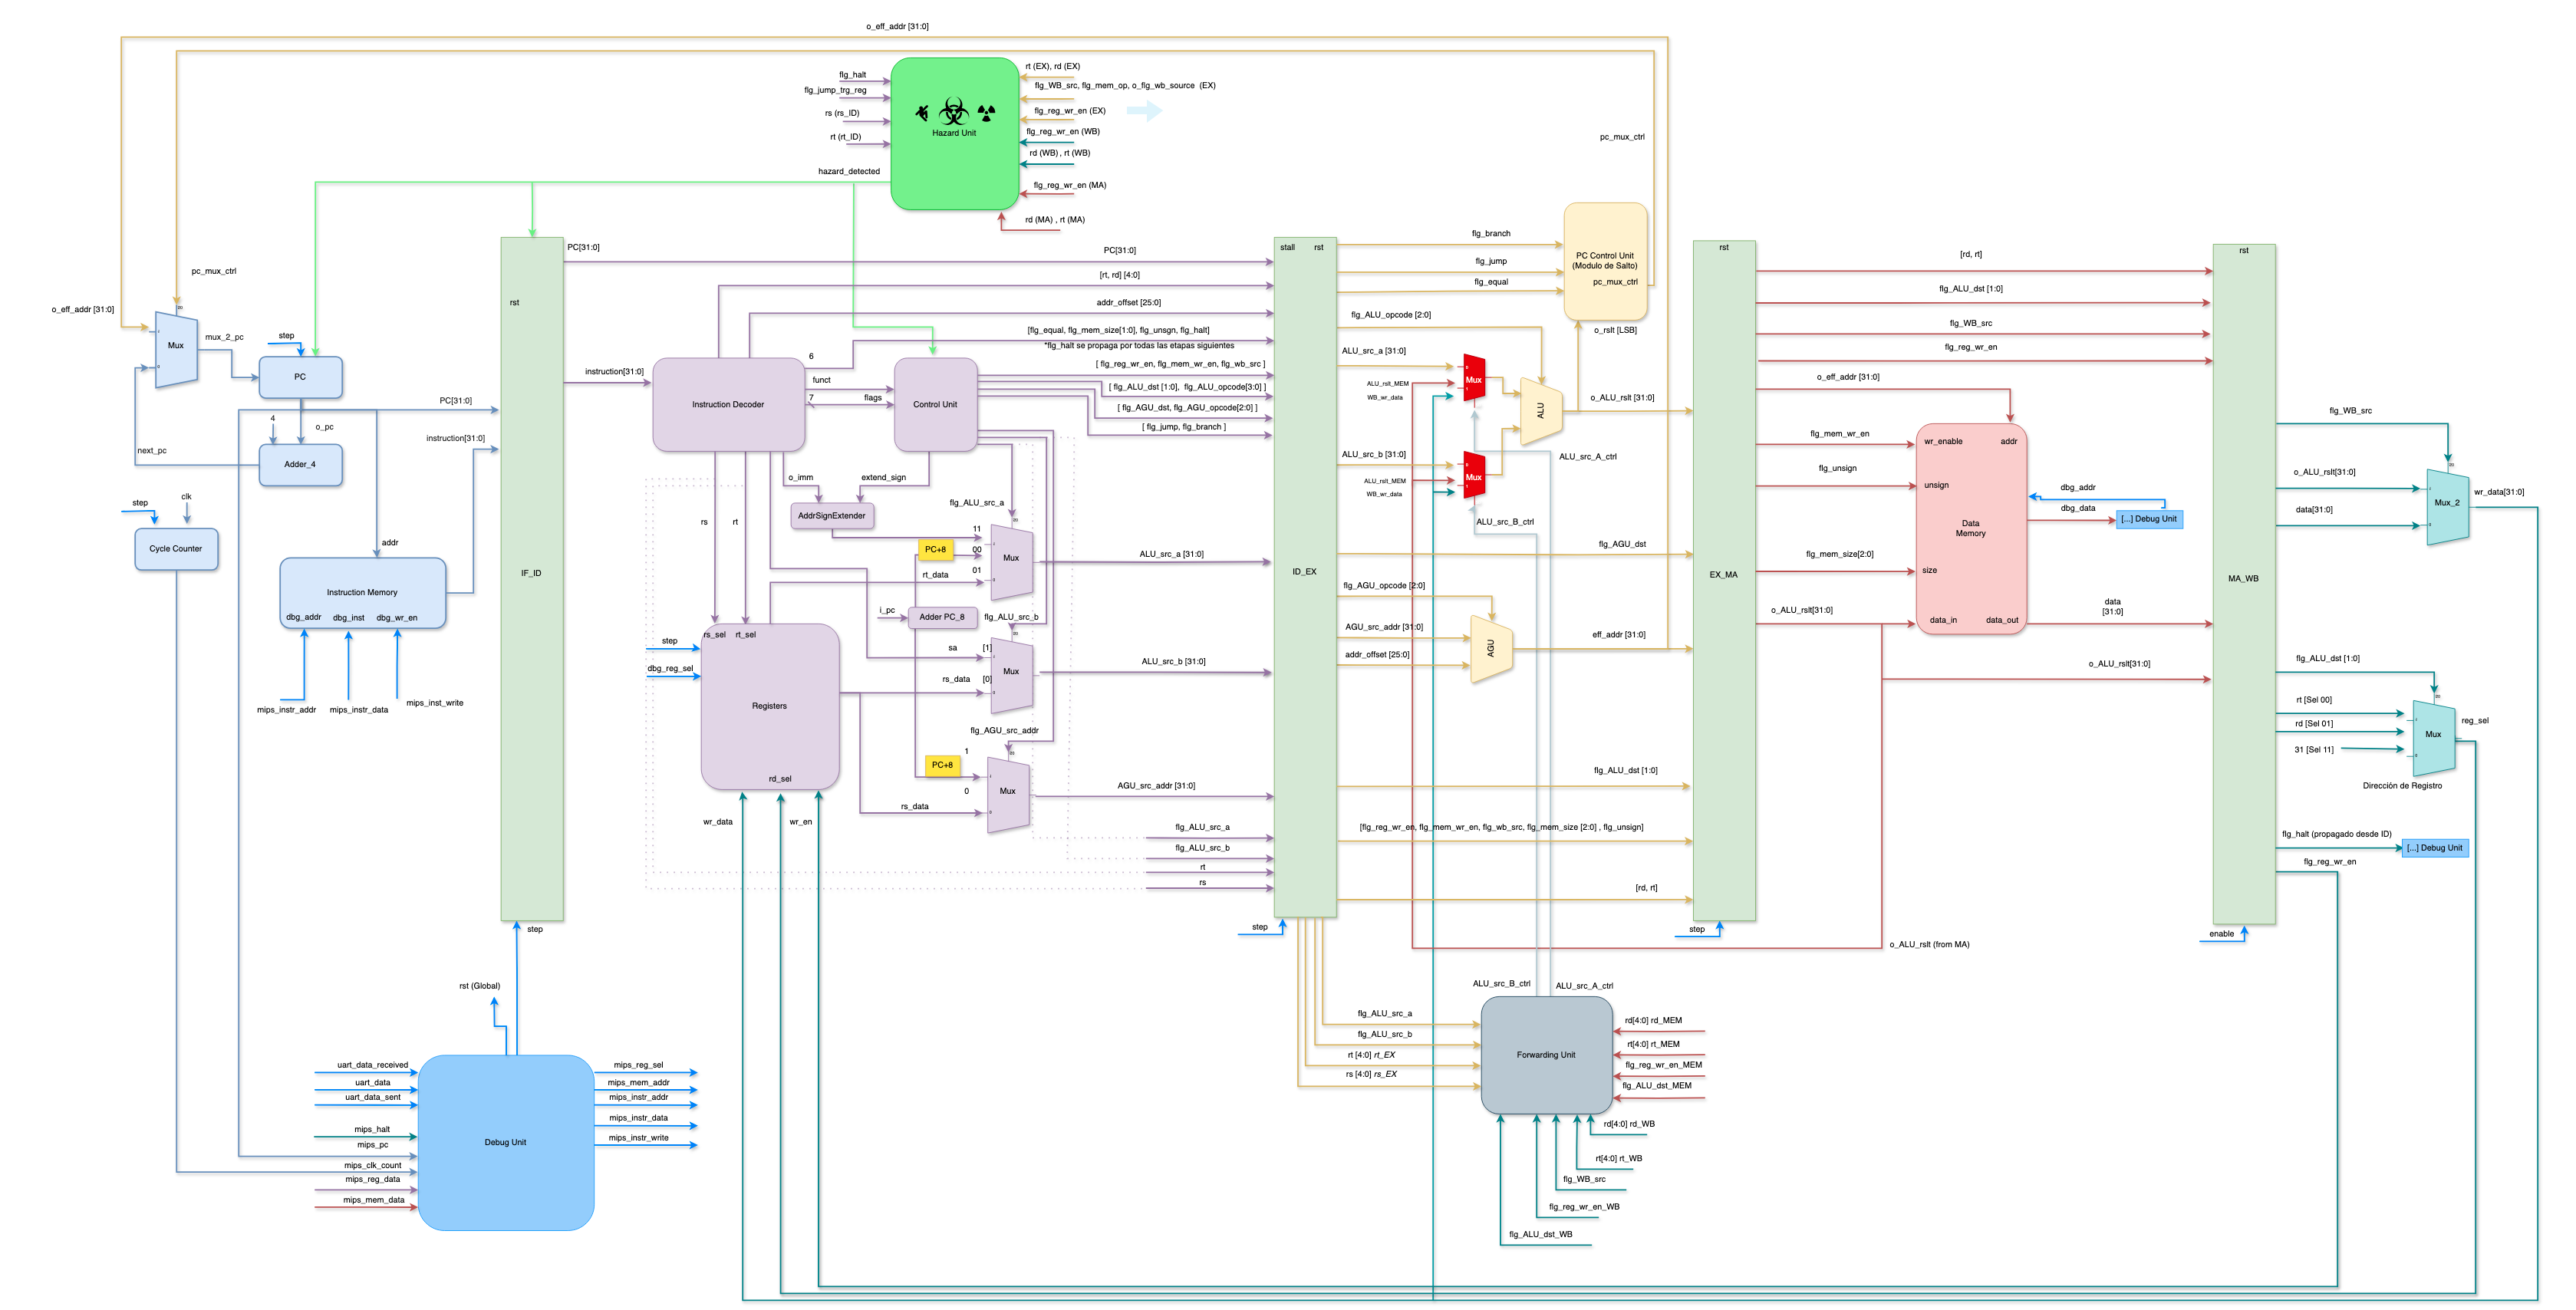 o_eff_addr [31:0]
flg_halt
flg_jump_trg_reg
rs (rs_ID)
rt (rt_ID)
Hazard Unit
rt (EX), rd (EX)
flg_WB_src, flg_mem_op, o_flg_wb_source (EX)
flg_reg_wr_en (EX)
flg_reg_wr_en (WB)
rd (WB) , rt (WB)
flg_reg_wr_en (MA)
rd (MA) , rt (MA)
hazard_detected
pc_mux_ctrl
pc_mux_ctrl
o_eff_addr [31:0]
Mux
mux_2_pc
step
PC
4
o_pc
Adder_4
next_pc
PC[31:0]
instruction[31:0]
step
clk
Cycle Counter
addr
Instruction Memory
dbg_addr
dbg_inst
dbg_wr_en
mips_instr_addr
mips_instr_data
mips_inst_write
rst
IF_ID
step
PC[31:0]
PC[31:0]
[rt, rd] [4:0]
addr_offset [25:0]
[flg_equal, flg_mem_size[1:0], flg_unsgn, flg_halt]
*flg_halt se propaga por todas las etapas siguientes
instruction[31:0]
Instruction Decoder
6
funct
7
flags
Control Unit
[ flg_reg_wr_en, flg_mem_wr_en, flg_wb_src ]
[ flg_ALU_dst [1:0], flg_ALU_opcode[3:0] ]
[ flg_AGU_dst, flg_AGU_opcode[2:0] ]
[ flg_jump, flg_branch ]
o_imm
extend_sign
AddrSignExtender
rs
rt
flg_ALU_src_a
11
PC+8
00
01
Mux
rt_data
ALU_src_a [31:0]
i_pc
Adder PC_8
flg_ALU_src_b
step
dbg_reg_sel
rs_sel
rt_sel
Registers
rd_sel
sa
[1]
rs_data
[0]
Mux
ALU_src_b [31:0]
flg_AGU_src_addr
PC+8
1
0
Mux
rs_data
AGU_src_addr [31:0]
wr_data
wr_en
flg_ALU_src_a
flg_ALU_src_b
rt
rs
stall
rst
ID_EX
step
flg_branch
flg_jump
flg_equal
PC Control Unit
(Modulo de Salto)
pc_mux_ctrl
flg_ALU_opcode [2:0]
o_rslt [LSB]
ALU_src_a [31:0]
ALU_rslt_MEM
WB_wr_data
Mux
ALU
o_ALU_rslt [31:0]
ALU_src_b [31:0]
ALU_src_A_ctrl
ALU_rslt_MEM
WB_wr_data
Mux
ALU_src_B_ctrl
flg_AGU_dst
flg_AGU_opcode [2:0]
AGU_src_addr [31:0]
addr_offset [25:0]
AGU
eff_addr [31:0]
flg_ALU_dst [1:0]
[flg_reg_wr_en, flg_mem_wr_en, flg_wb_src, flg_mem_size [2:0] , flg_unsign]
[rd, rt]
rst
EX_MA
step
[rd, rt]
flg_ALU_dst [1:0]
flg_WB_src
flg_reg_wr_en
o_eff_addr [31:0]
flg_mem_wr_en
flg_unsign
flg_mem_size[2:0]
o_ALU_rslt[31:0]
wr_enable
addr
unsign
Data
Memory
size
data_in
data_out
dbg_addr
dbg_data
[...] Debug Unit
data
[31:0]
o_ALU_rslt[31:0]
o_ALU_rslt (from MA)
rst
MA_WB
enable
flg_WB_src
o_ALU_rslt[31:0]
data[31:0]
Mux_2
wr_data[31:0]
flg_ALU_dst [1:0]
rt [Sel 00]
rd [Sel 01]
31 [Sel 11]
Mux
reg_sel
Dirección de Registro
flg_halt (propagado desde ID)
[...] Debug Unit
flg_reg_wr_en
rst (Global)
uart_data_received
uart_data
uart_data_sent
mips_halt
mips_pc
mips_clk_count
mips_reg_data
mips_mem_data
Debug Unit
mips_reg_sel
mips_mem_addr
mips_instr_addr
mips_instr_data
mips_instr_write
ALU_src_B_ctrl
ALU_src_A_ctrl
flg_ALU_src_a
flg_ALU_src_b
rt [4:0] rt_EX
rs [4:0] rs_EX
Forwarding Unit
rd[4:0] rd_MEM
rt[4:0] rt_MEM
flg_reg_wr_en_MEM
flg_ALU_dst_MEM
rd[4:0] rd_WB
rt[4:0] rt_WB
flg_WB_src
flg_reg_wr_en_WB
flg_ALU_dst_WB